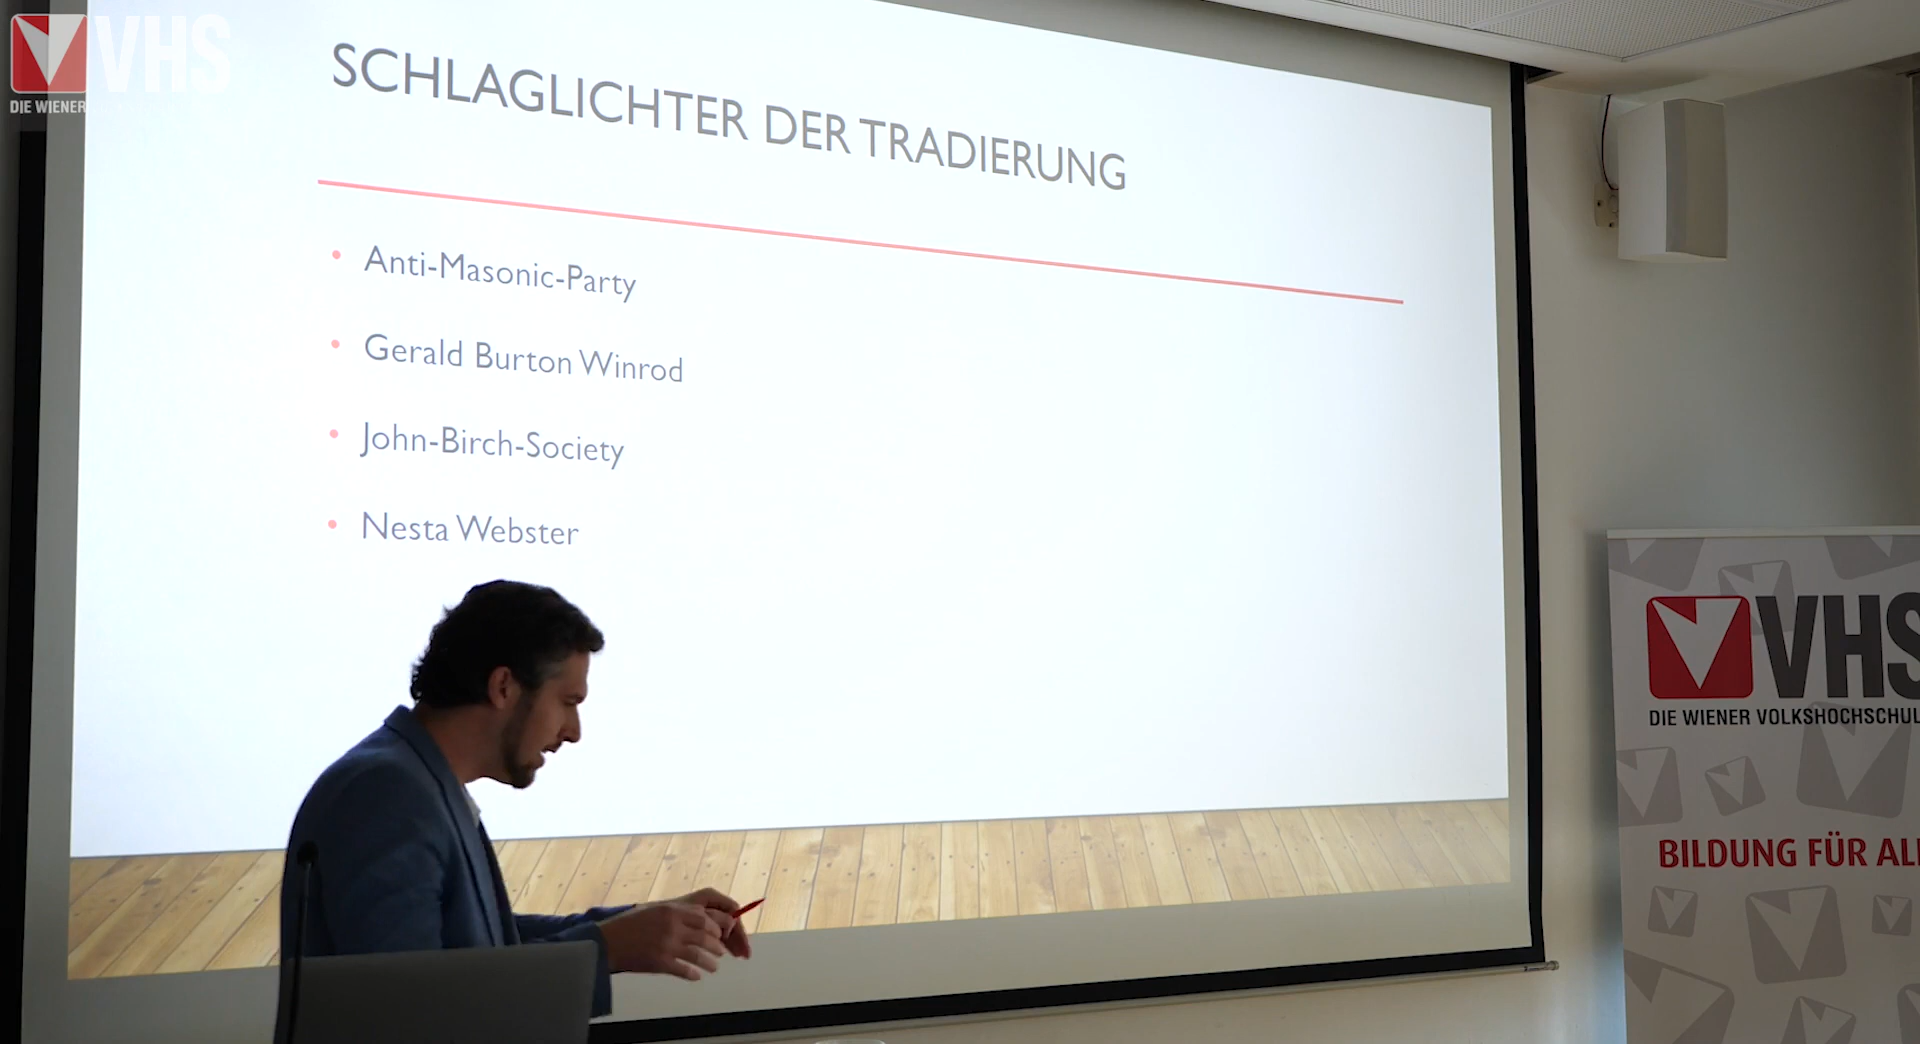 VHS
DIE WIENER
SCHLAGLICHTER DER TRADIERUNG
Anti-Masonic-Party
Gerald Burton Winrod
John-Birch-Society
Nesta Webster
VHS
DIE WIENER VOLKSHOCHSCHUL
BILDUNG FÜR ALL